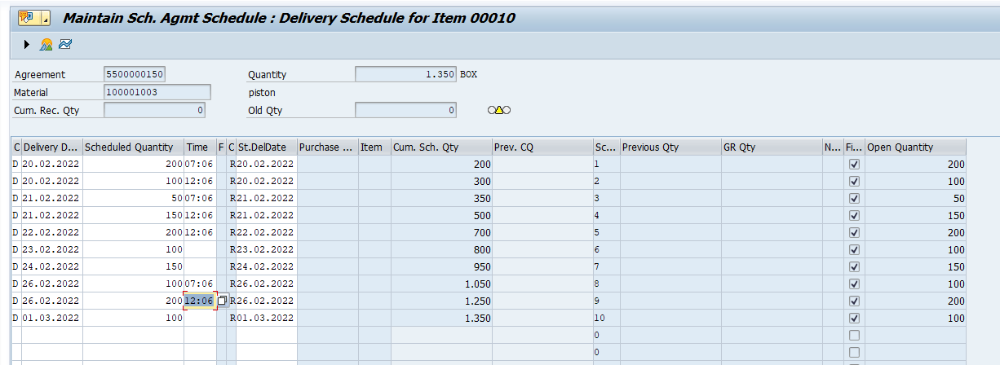 Maintain Sch. Agmt Schedule : Delivery Schedule for Item 00010
Agreement 5500000150 Quantity 1.350 BOX
Material 100001003 piston
Cum. Rec. Qty 0 Old Qty 0
C Delivery D... Scheduled Quantity Time F C St.DelDate Purchase ... Item Cum. Sch. Qty Prev. CQ Sc... Previous Qty GR Qty N... Fi... Open Quantity
D 20.02.2022 200 07:06 R 20.02.2022 200 1 200
D 20.02.2022 100 12:06 R 20.02.2022 300 2 100
D 21.02.2022 50 07:06 R 21.02.2022 350 3 50
D 21.02.2022 150 12:06 R 21.02.2022 500 4 150
D 22.02.2022 200 12:06 R 22.02.2022 700 5 200
D 23.02.2022 100 R 23.02.2022 800 6 100
D 24.02.2022 150 R 24.02.2022 950 7 150
D 26.02.2022 100 07:06 R 26.02.2022 1.050 8 100
D 26.02.2022 200 12:06 R 26.02.2022 1.250 9 200
D 01.03.2022 100 R 01.03.2022 1.350 10 100
0
0